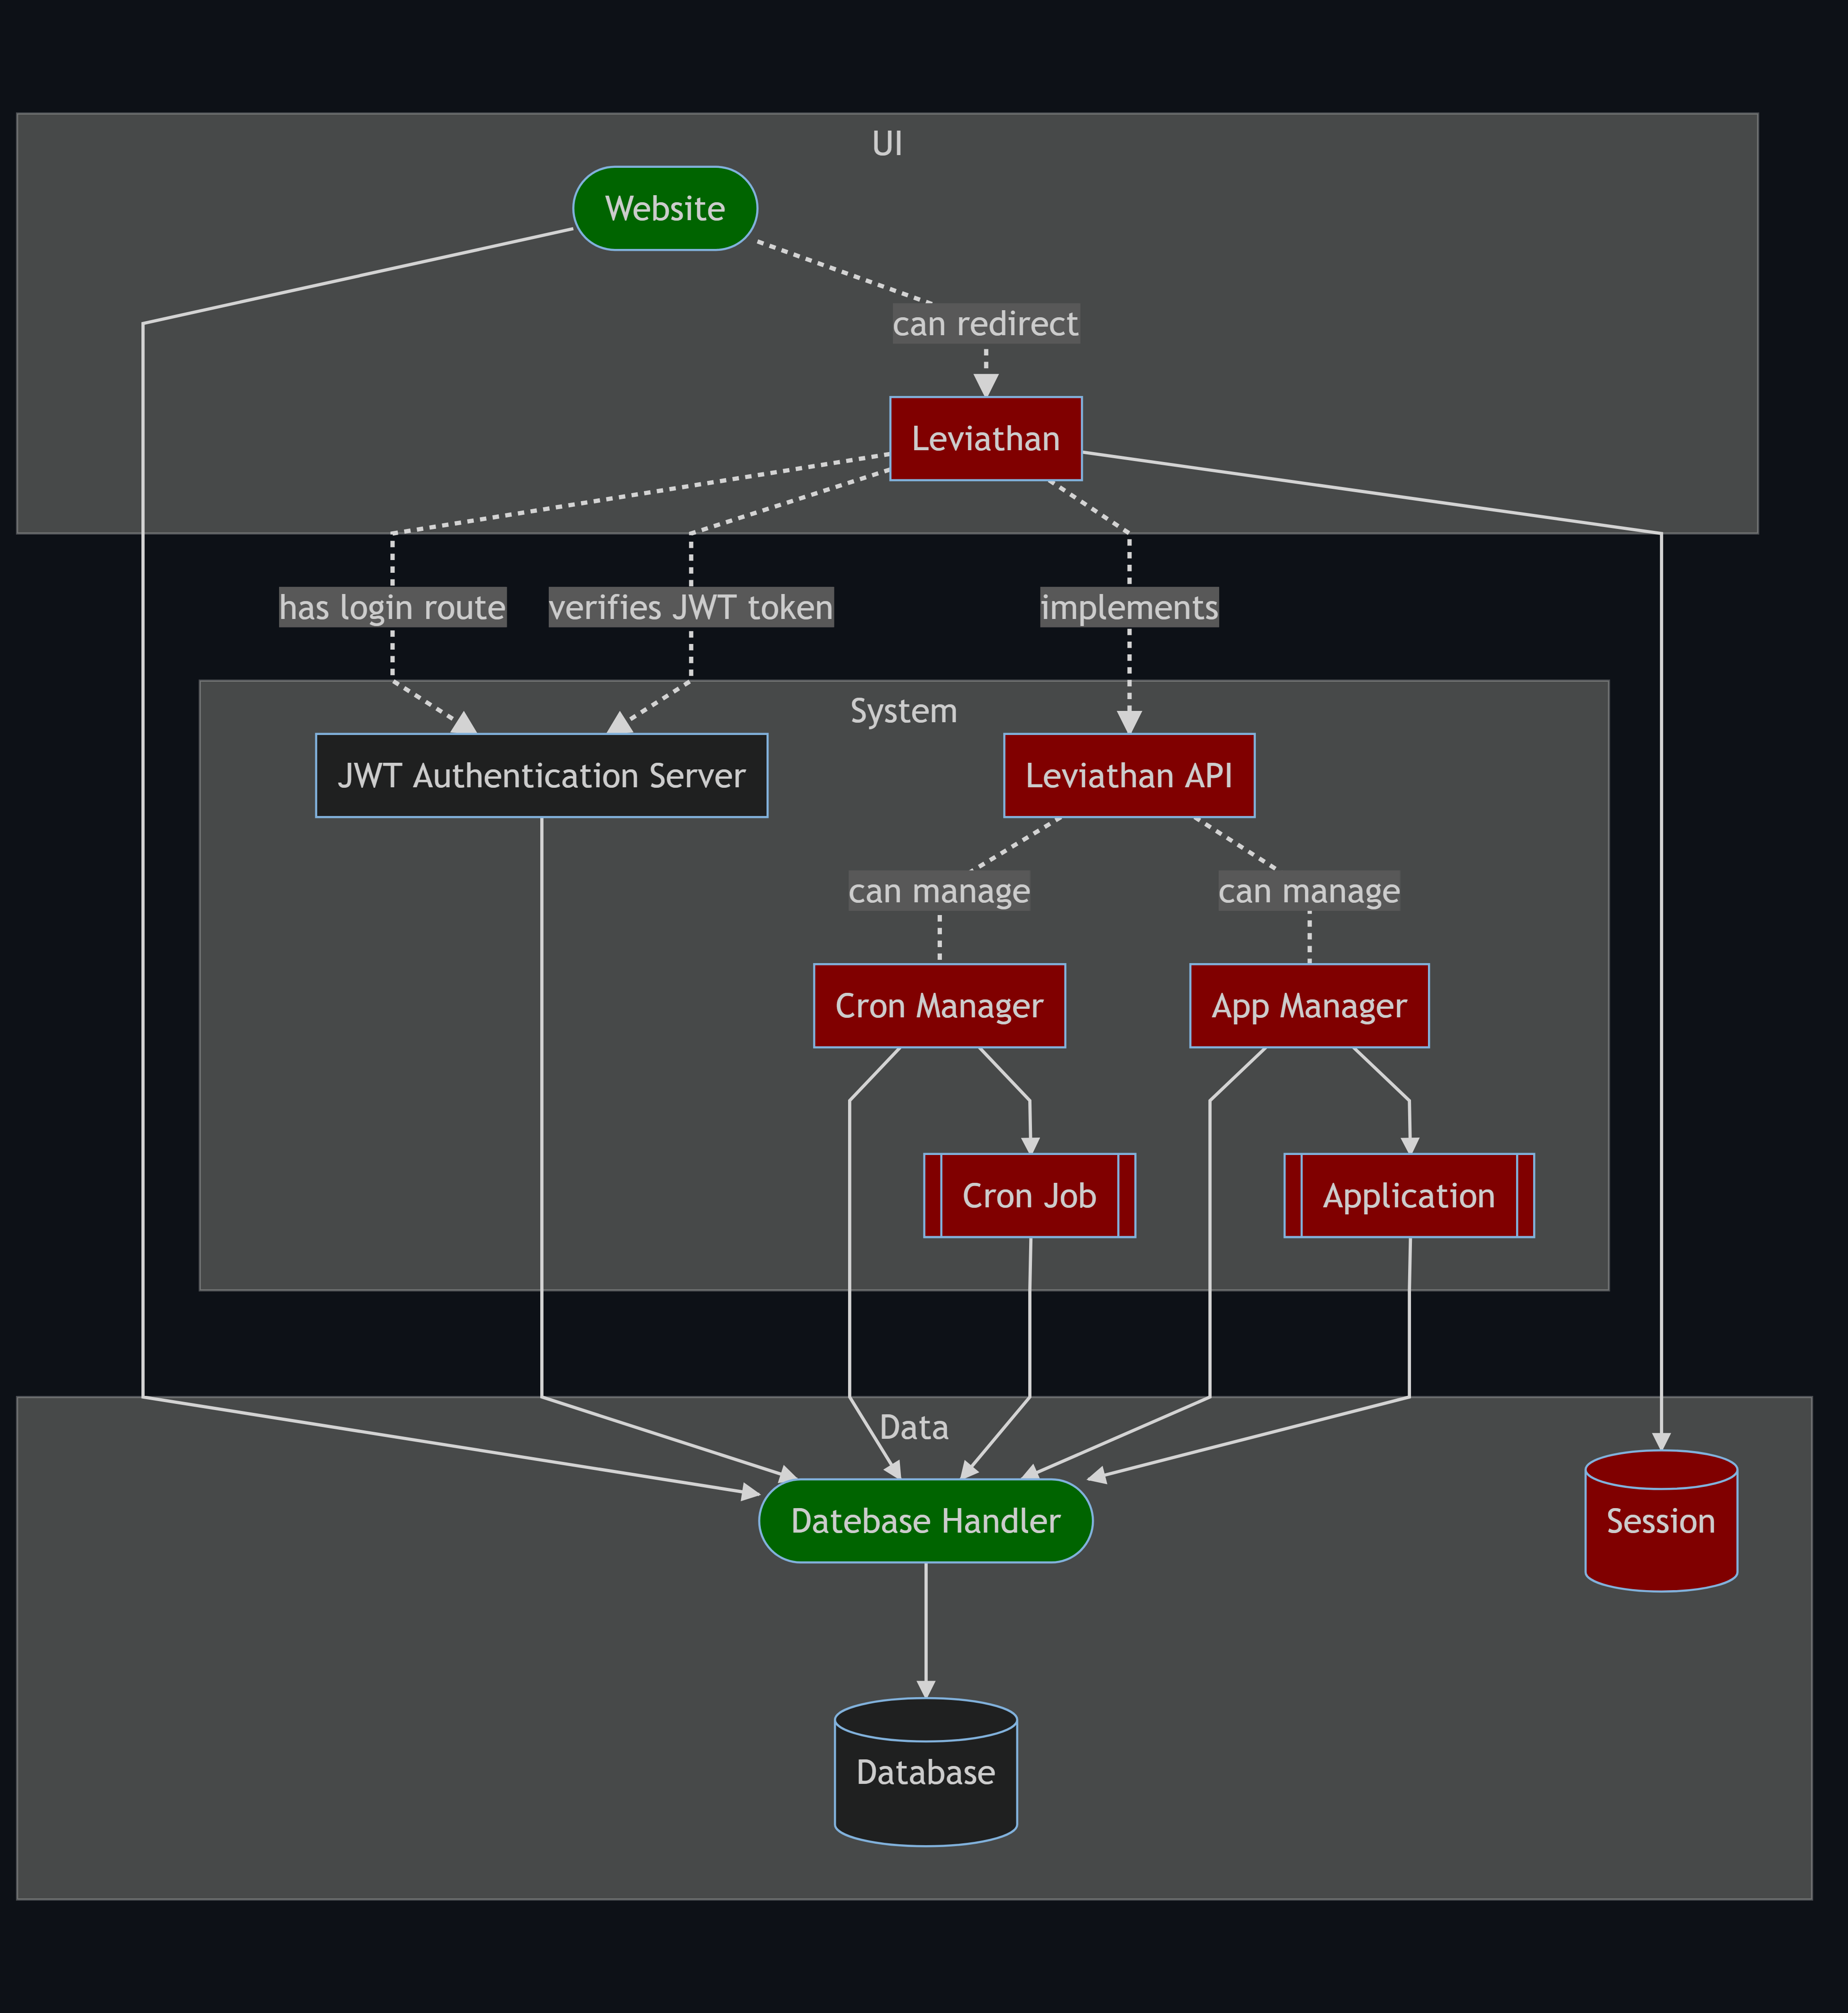 UI
Website
can redirect
Leviathan
has login route
verifies JWT token
implements
System
JWT Authentication Server
Leviathan API
can manage
can manage
Cron Manager
App Manager
Cron Job
Application
Data
Datebase Handler
Session
Database